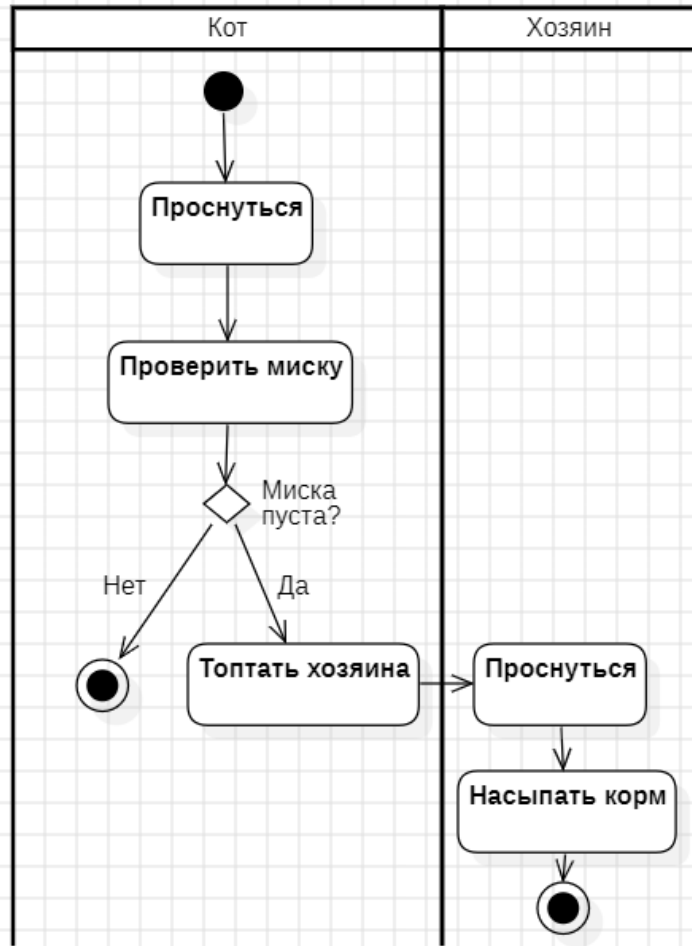 Кот
Хозяин
Проснуться
Проверить миску
Миска
пуста?
Нет
Да
Топтать хозяина
Проснуться
Насыпать корм